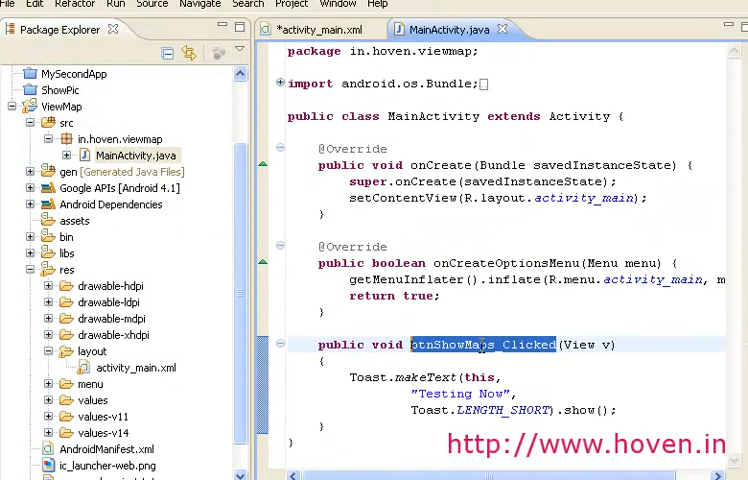 File Edit Refactor Run Source Navigate Search Project Window Help
Package Explorer
*activity_main.xml MainActivity.java
MySecondApp
ShowPic
ViewMap
src
in.hoven.viewmap
MainActivity.java
gen [Generated Java Files]
Google APIs [Android 4.1]
Android Dependencies
assets
bin
libs
res
drawable-hdpi
drawable-ldpi
drawable-mdpi
drawable-xhdpi
layout
activity_main.xml
menu
values
values-v11
values-v14
AndroidManifest.xml
ic_launcher-web.png
package in.hoven.viewmap;
import android.os.Bundle;
public class MainActivity extends Activity {
@Override
public void onCreate(Bundle savedInstanceState) {
super.onCreate(savedInstanceState);
setContentView(R.layout.activity_main);
}
@Override
public boolean onCreateOptionsMenu(Menu menu) {
getMenuInflater().inflate(R.menu.activity_main, m
return true;
}
public void btnShowMaps_Clicked(View v)
{
Toast.makeText(this,
"Testing Now",
Toast.LENGTH_SHORT).show();
}
}
http://www.hoven.in